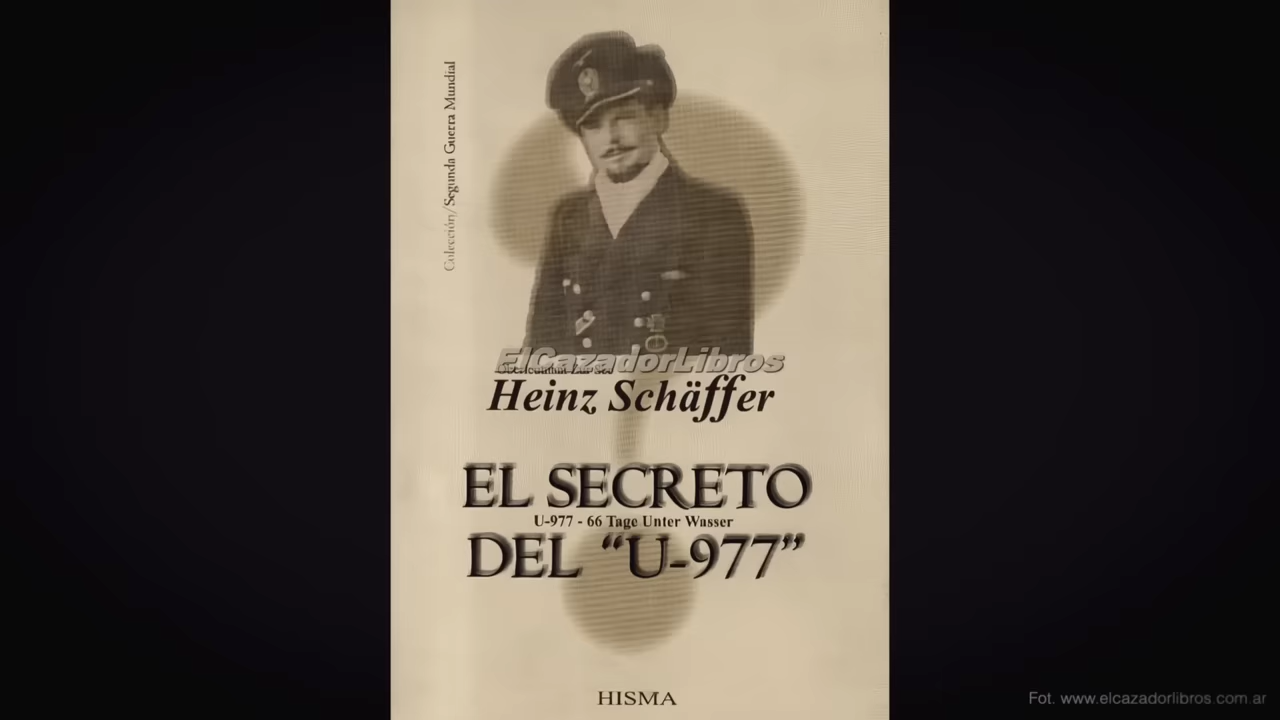 Colección/Segunda Guerra Mundial
ElCazadorLibros
Heinz Schäffer
EL SECRETO
U-977 - 66 Tage Unter Wasser
DEL “U-977”
HISMA
Fot. www.elcazadorlibros.com.ar